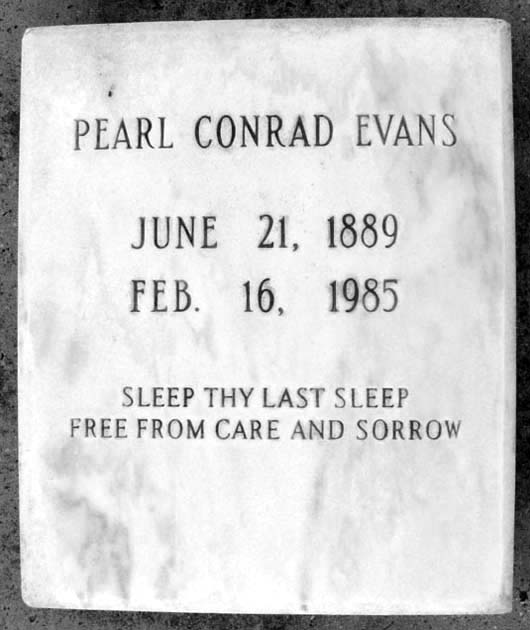 PEARL CONRAD EVANS
JUNE 21, 1889
FEB. 16, 1985
SLEEP THY LAST SLEEP
FREE FROM CARE AND SORROW